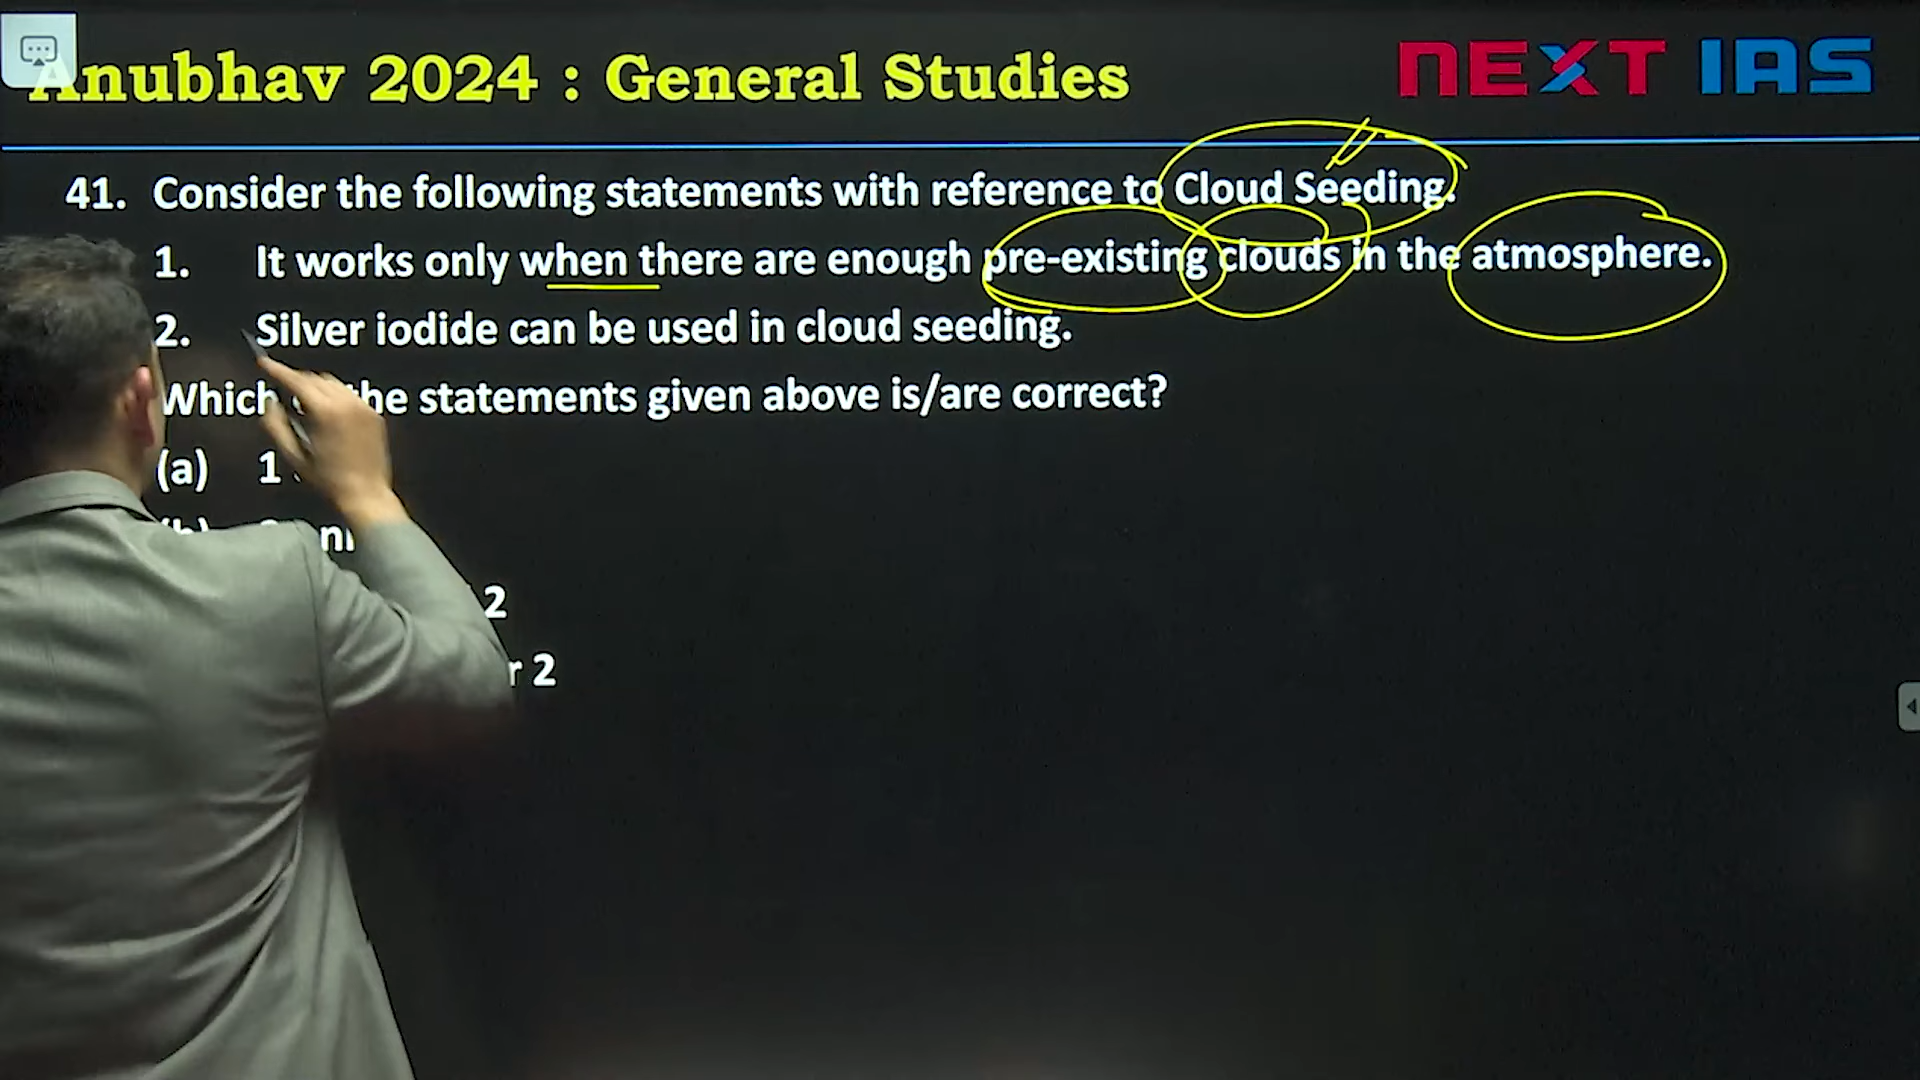 Anubhav 2024 : General Studies
NEXT IAS
41. Consider the following statements with reference to Cloud Seeding.
1. It works only when there are enough pre-existing clouds in the atmosphere.
2. Silver iodide can be used in cloud seeding.
Which the statements given above is/are correct?
(a) 1
2
2